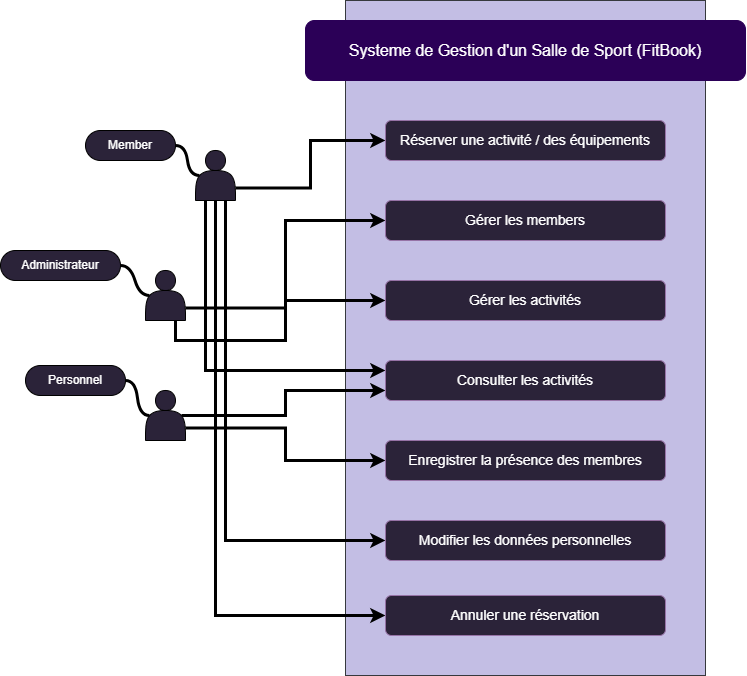 Systeme de Gestion d'un Salle de Sport (FitBook)
Member
Réserver une activité / des équipements
Gérer les members
Administrateur
Gérer les activités
Personnel
Consulter les activités
Enregistrer la présence des membres
Modifier les données personnelles
Annuler une réservation